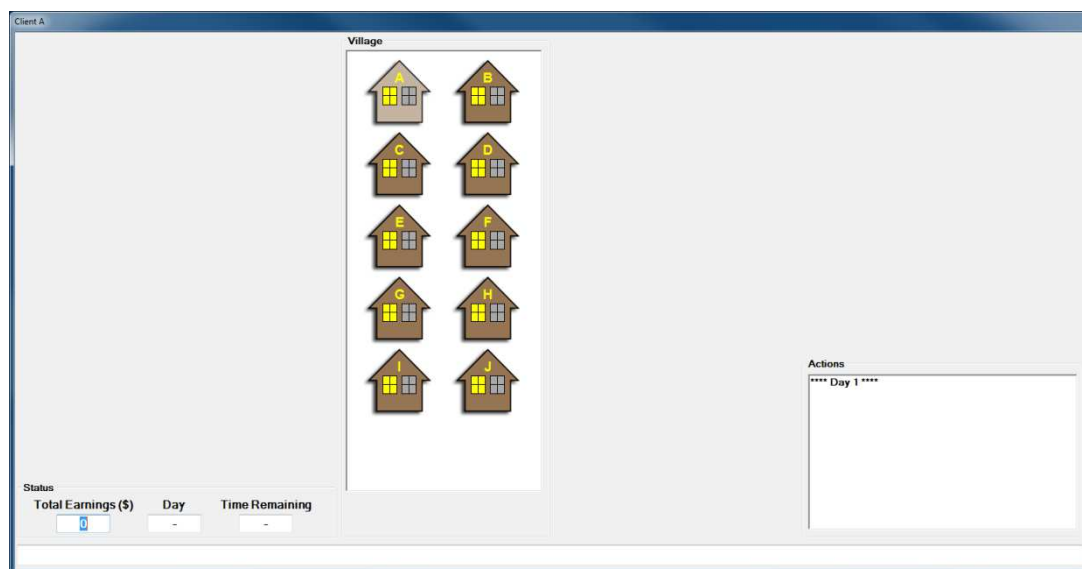 Client A
Village
A B
C D
E F
G H
I J
Actions
**** Day 1 ****
Status
Total Earnings ($) Day Time Remaining
0 - -